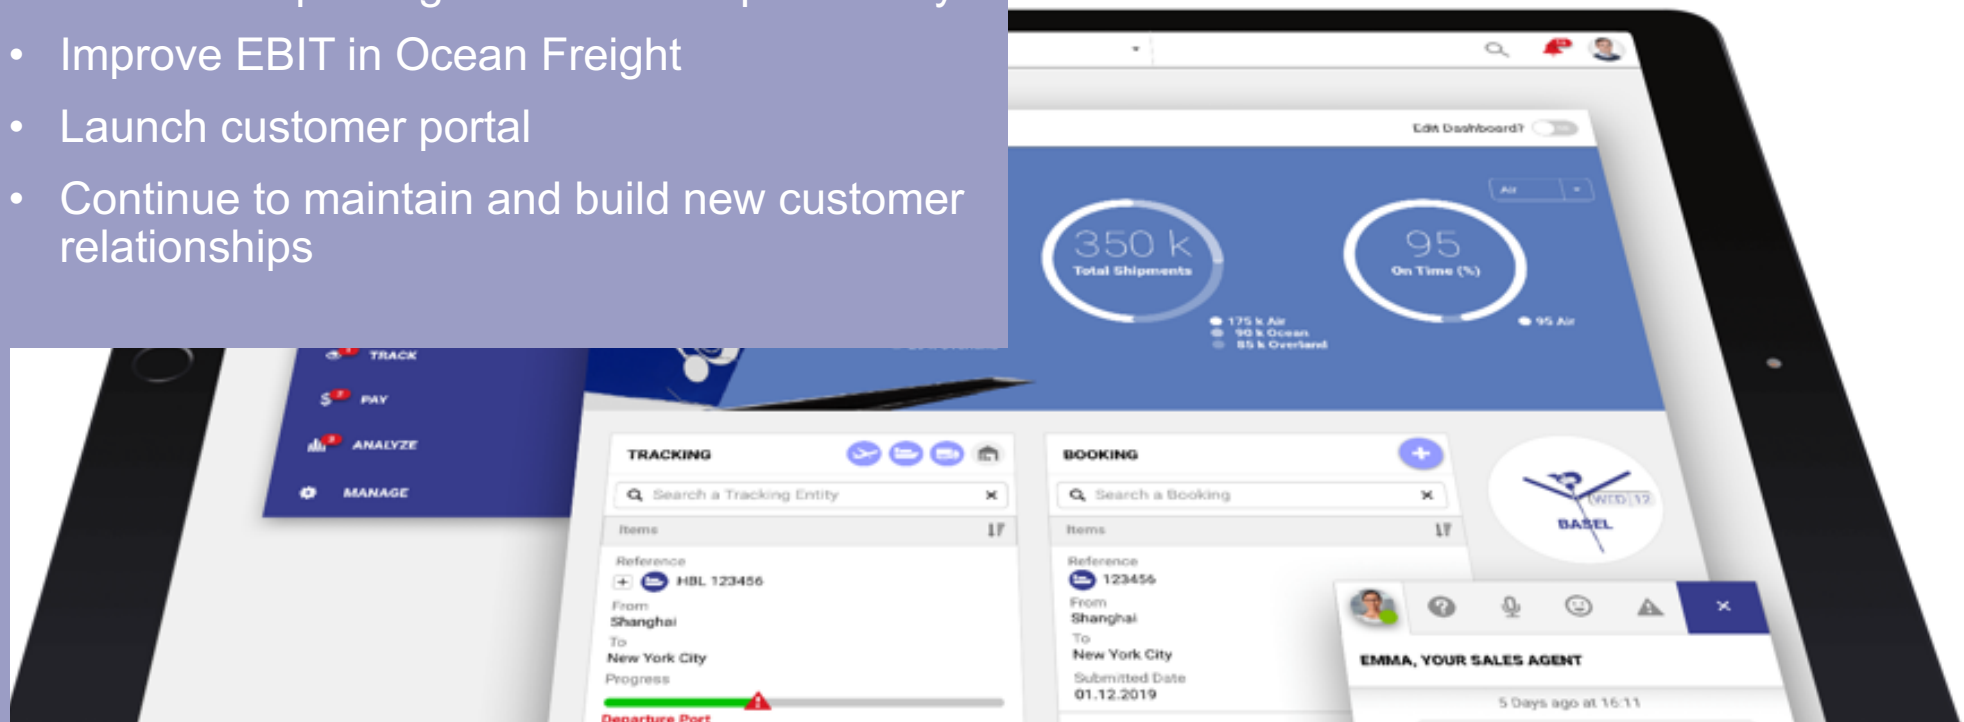 • Improve EBIT in Ocean Freight
• Launch customer portal
• Continue to maintain and build new customer
relationships
Edit Dashboard?
Air
350 k
Total Shipments
175 k Air
90 k Ocean
85 k Overland
95
On Time (%)
95 Air
TRACK
PAY
ANALYZE
MANAGE
TRACKING
Search a Tracking Entity
Items
Reference
HBL 123456
From
Shanghai
To
New York City
Progress
Departure Port
BOOKING
Search a Booking
Items
Reference
123456
From
Shanghai
To
New York City
Submitted Date
01.12.2019
WED 12
BASEL
EMMA, YOUR SALES AGENT
5 Days ago at 16:11